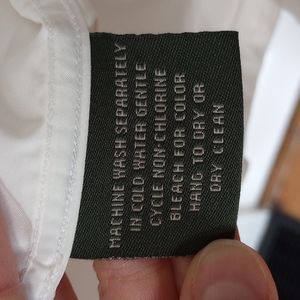 MACHINE WASH SEPARATELY
IN COLD WATER GENTLE
CYCLE NON-CHLORINE
BLEACH FOR COLOR
HANG TO DRY OR
DRY CLEAN